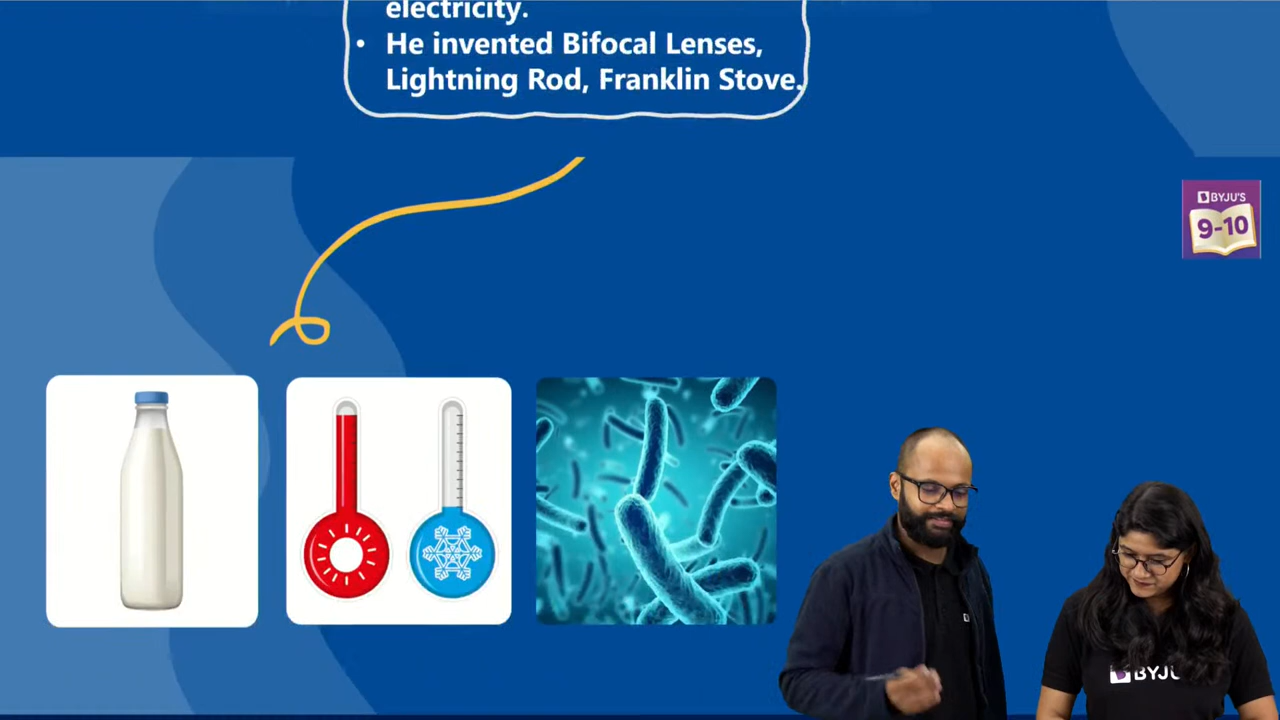 electricity.
• He invented Bifocal Lenses,
Lightning Rod, Franklin Stove.
BYJU'S
9-10
BYJU